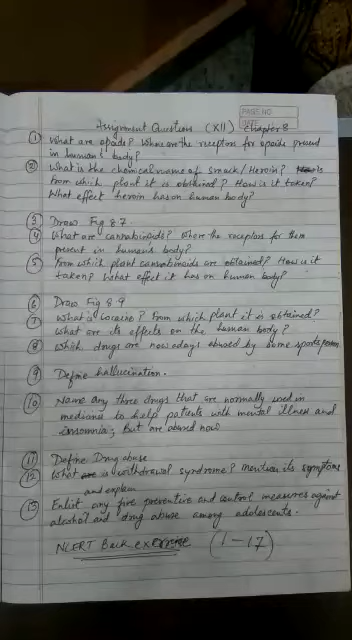 PAGE NO
DATE
Assignment Questions (XII) Chapter 8
① What are opods? Where are the receptors for opoids present
in human's body?
② What is the chemical name of smack/Heroin?
From which plant it is obtained? How is it taken?
What effect heroin has on human body?
③ Draw Fig 8.7
④ What are cannabinoids? Where the receptors for them
present in humans body?
⑤ From which plant cannabinoids are obtained? How is it
taken? What effect it has on human body?
⑥ Draw Fig 8.9
⑦ What is cocaine? From which plant it is obtained?
What are its effects on the human body?
⑧ Which drugs are now adays abused by some sports person
⑨ Define hallucination.
⑩ Name any three drugs that are normally used in
medicine to help patients with mental illness and
insomnia; But are abused now
⑪ Define Drug abuse
⑫ What is withdrawal syndrome? Mention its symptoms
and explain
⑬ Enlist any five preventive and control measures against
alcohol and drug abuse among adolescents.
NCERT Back exercise (1-17)